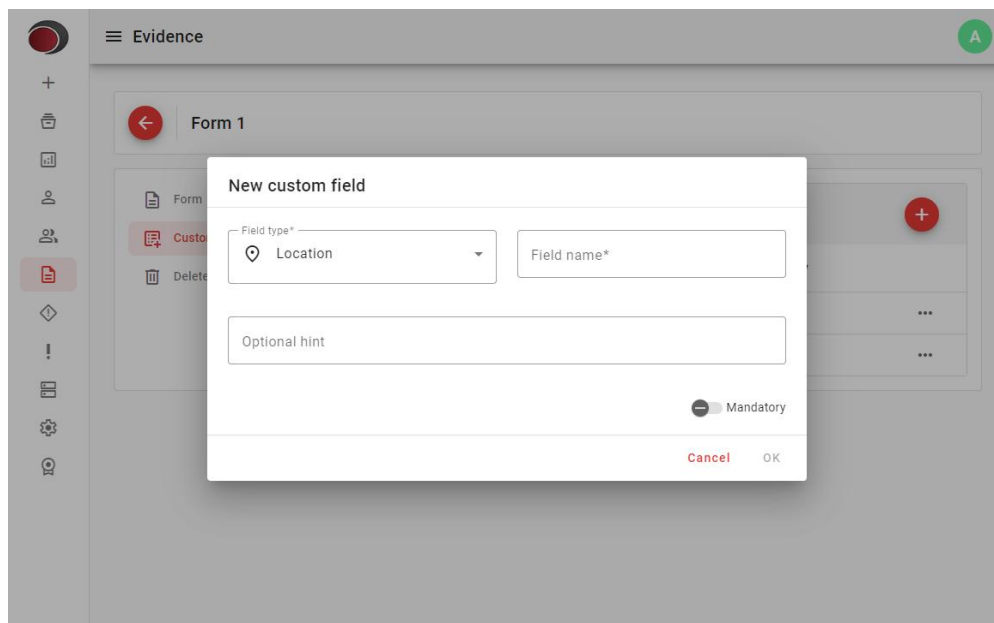 Evidence
A
Form 1
New custom field
Form
Field type*
Location
Field name*
Custo
Delete
Optional hint
Mandatory
Cancel
OK